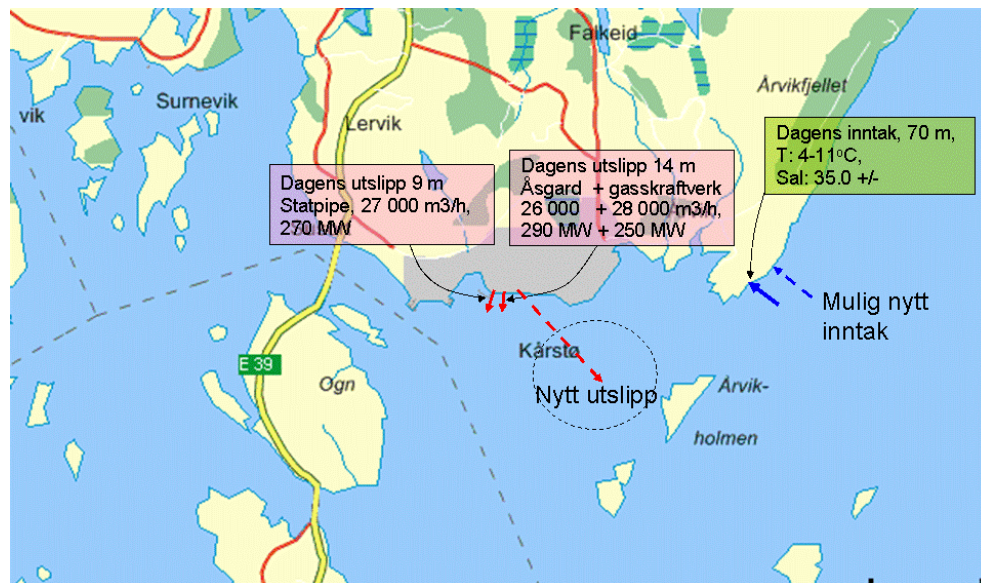 Falkeid
Surnevik
vik
Årvikfjellet
Lervik
Dagens inntak, 70 m,
T: 4-11°C,
Sal: 35.0 +/-
Dagens utslipp 9 m
Statpipe, 27 000 m3/h,
270 MW
Dagens utslipp 14 m
Åsgard + gasskraftverk
26 000 + 28 000 m3/h,
290 MW + 250 MW
Mulig nytt
inntak
Kårstø
E 39
Ogn
Nytt utslipp
Årvik-
holmen